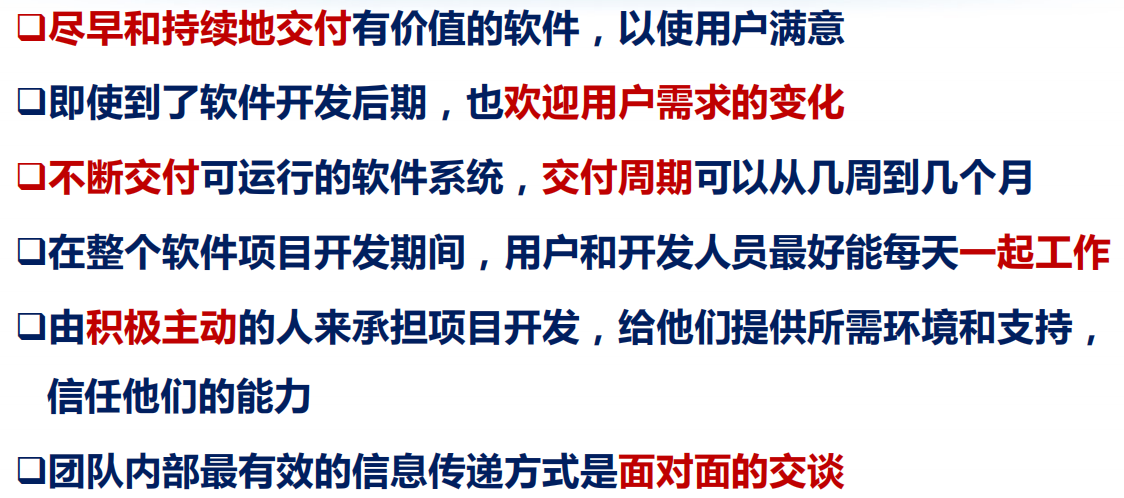 ❑尽早和持续地交付有价值的软件，以使用户满意
❑即使到了软件开发后期，也欢迎用户需求的变化
❑不断交付可运行的软件系统，交付周期可以从几周到几个月
❑在整个软件项目开发期间，用户和开发人员最好能每天一起工作
❑由积极主动的人来承担项目开发，给他们提供所需环境和支持，
信任他们的能力
❑团队内部最有效的信息传递方式是面对面的交谈